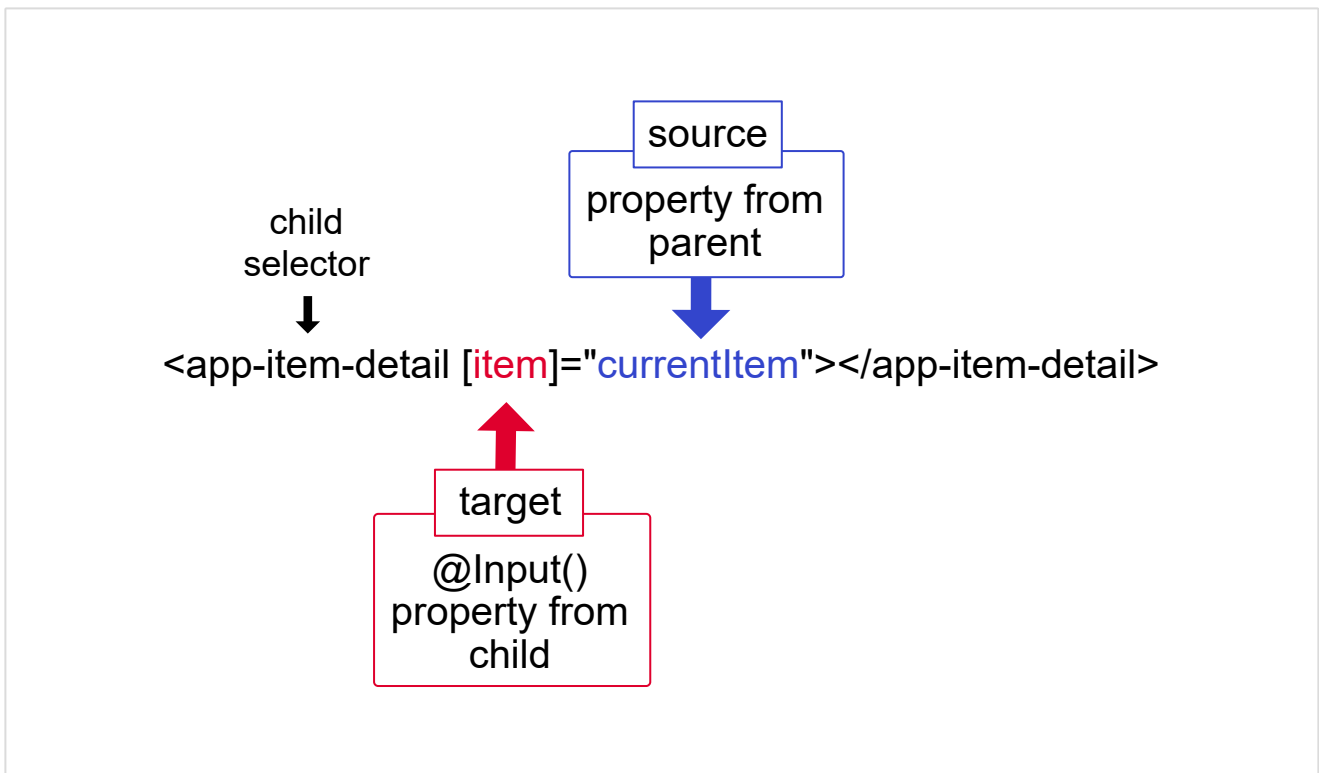 source
property from
parent
child
selector
<app-item-detail [item]="currentItem"></app-item-detail>
target
@Input()
property from
child